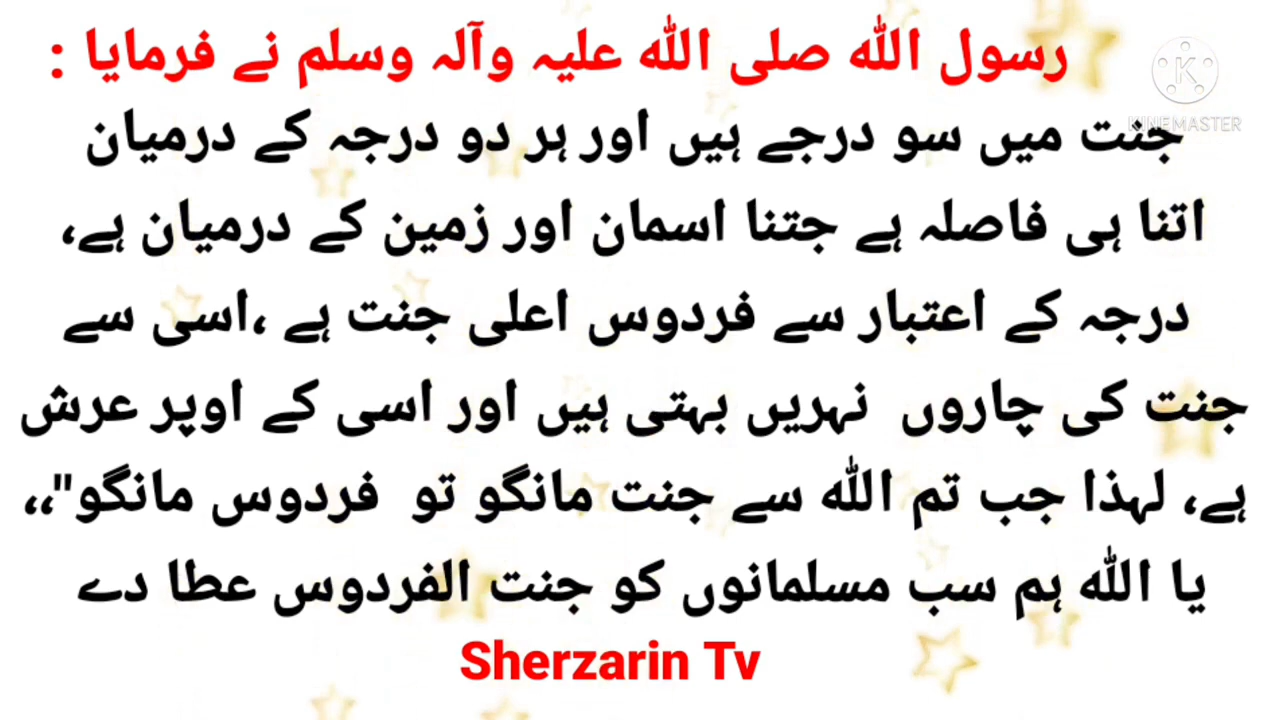 رسول اللہ صلی اللہ علیہ وآلہ وسلم نے فرمایا :
جنت میں سو درجے ہیں اور ہر دو درجہ کے درمیان
اتنا ہی فاصلہ ہے جتنا اسمان اور زمین کے درمیان ہے،
درجہ کے اعتبار سے فردوس اعلی جنت ہے ،اسی سے
جنت کی چاروں نہریں بہتی ہیں اور اسی کے اوپر عرش
ہے، لہذا جب تم اللہ سے جنت مانگو تو فردوس مانگو"،،
یا اللہ ہم سب مسلمانوں کو جنت الفردوس عطا دے
Sherzarin Tv
K
KINEMASTER